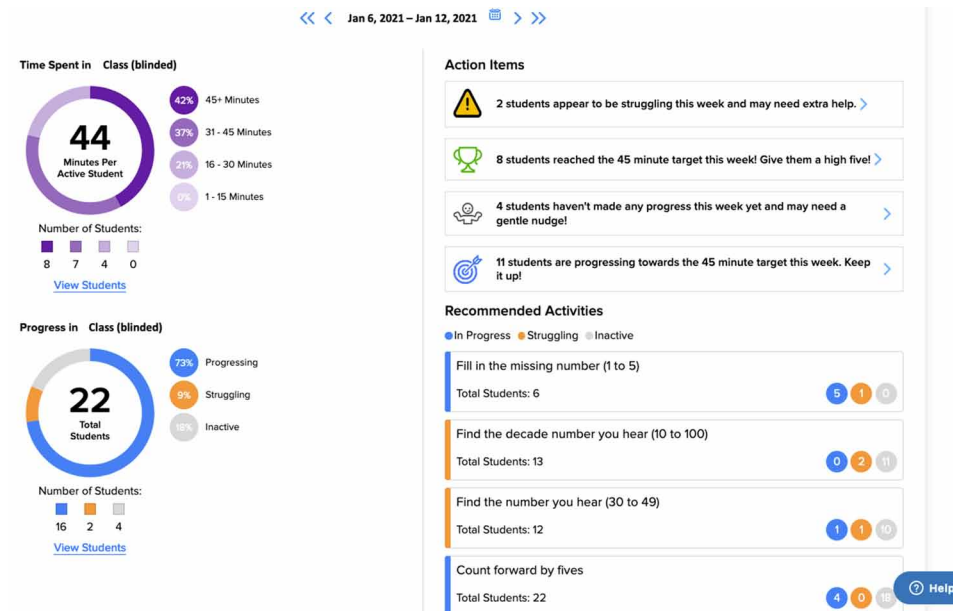 Jan 6, 2021 – Jan 12, 2021
Time Spent in Class (blinded)
44
Minutes Per
Active Student
42% 45+ Minutes
37% 31 - 45 Minutes
21% 16 - 30 Minutes
0% 1 - 15 Minutes
Number of Students:
8 7 4 0
View Students
Progress in Class (blinded)
22
Total
Students
73% Progressing
9% Struggling
18% Inactive
Number of Students:
16 2 4
View Students
Action Items
2 students appear to be struggling this week and may need extra help.
8 students reached the 45 minute target this week! Give them a high five!
4 students haven't made any progress this week yet and may need a
gentle nudge!
11 students are progressing towards the 45 minute target this week. Keep
it up!
Recommended Activities
In Progress Struggling Inactive
Fill in the missing number (1 to 5)
Total Students: 6 5 1 0
Find the decade number you hear (10 to 100)
Total Students: 13 0 2 11
Find the number you hear (30 to 49)
Total Students: 12 1 1 10
Count forward by fives
Total Students: 22 4 0 18
Help